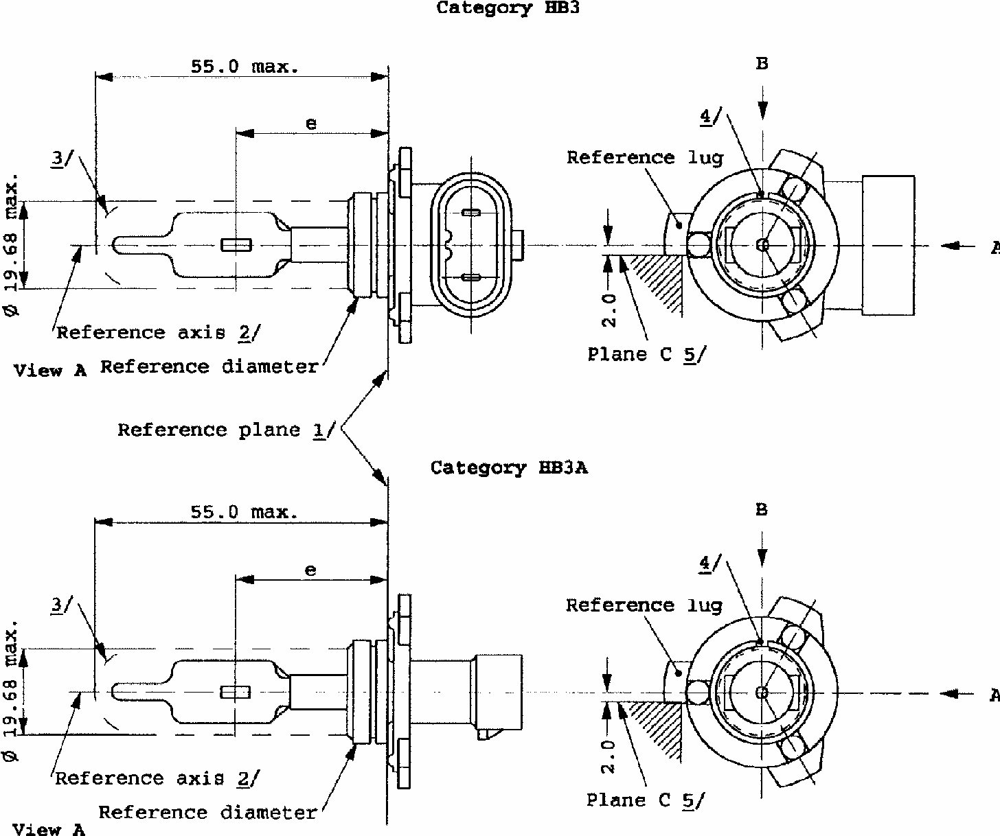 Category HB3
55.0 max.
B
e
4/
3/
Reference lug
Ø 19.68 max.
A
2.0
Reference axis 2/
Plane C 5/
View A Reference diameter
Reference plane 1/
Category HB3A
55.0 max.
B
e
4/
3/
Reference lug
Ø 19.68 max.
A
2.0
Reference axis 2/
Plane C 5/
Reference diameter
View A